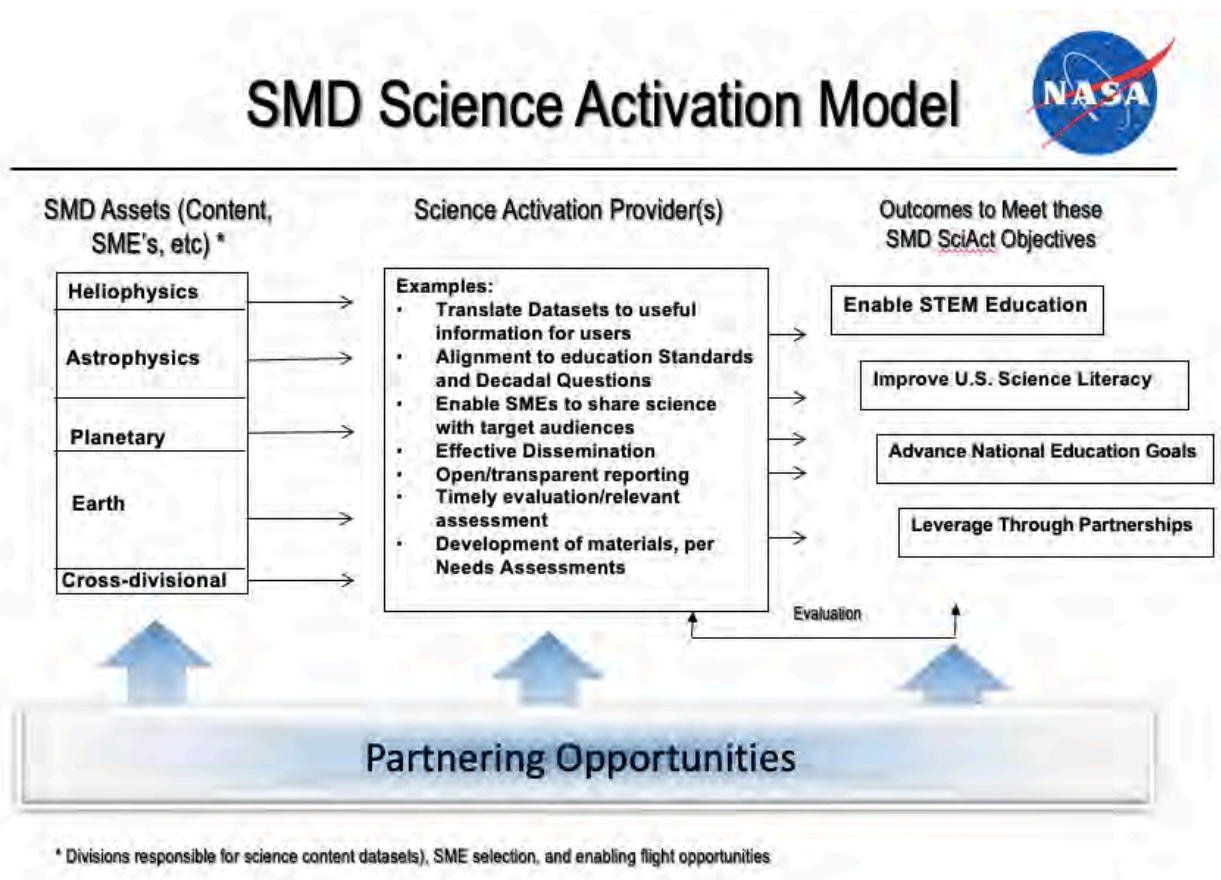 NASA
SMD Science Activation Model
SMD Assets (Content,
SME's, etc) *
Heliophysics
Astrophysics
Planetary
Earth
Cross-divisional
Science Activation Provider(s)
Examples:
· Translate Datasets to useful
information for users
· Alignment to education Standards
and Decadal Questions
· Enable SMEs to share science
with target audiences
· Effective Dissemination
· Open/transparent reporting
· Timely evaluation/relevant
assessment
· Development of materials, per
Needs Assessments
Outcomes to Meet these
SMD SciAct Objectives
Enable STEM Education
Improve U.S. Science Literacy
Advance National Education Goals
Leverage Through Partnerships
Evaluation
Partnering Opportunities
* Divisions responsible for science content datasets), SME selection, and enabling flight opportunities